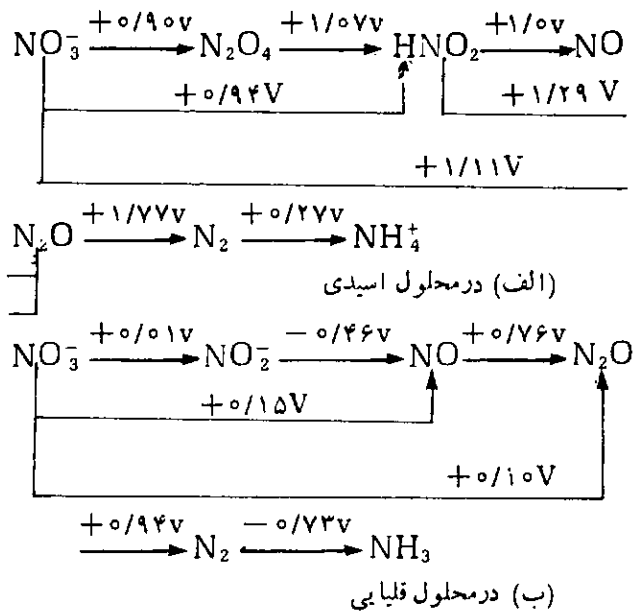 +۰/۹۰v +۱/۰۷v +۱/۰v
NO₃⁻ → N₂O₄ → HNO₂ → NO
+۰/۹۴V +۱/۲۹ V
+۱/۱۱V
+۱/۷۷v +۰/۲۷v
N₂O → N₂ → NH₄⁺
(الف) درمحلول اسیدی
+۰/۰۱v −۰/۴۶v +۰/۷۶v
NO₃⁻ → NO₂⁻ → NO → N₂O
+۰/۱۵V
+۰/۱۰V
+۰/۹۴v −۰/۷۳v
→ N₂ → NH₃
(ب) درمحلول قلیایی